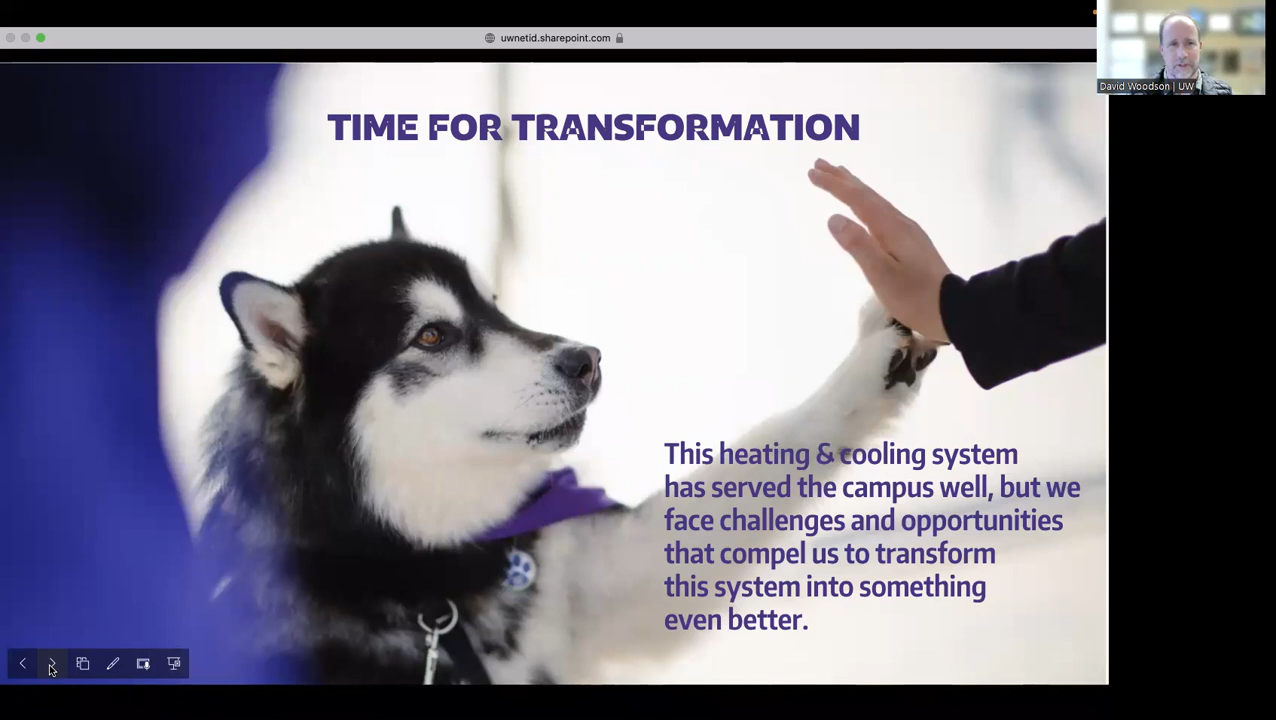 uwnetid.sharepoint.com
David Woodson | UW
TIME FOR TRANSFORMATION
This heating & cooling system
has served the campus well, but we
face challenges and opportunities
that compel us to transform
this system into something
even better.